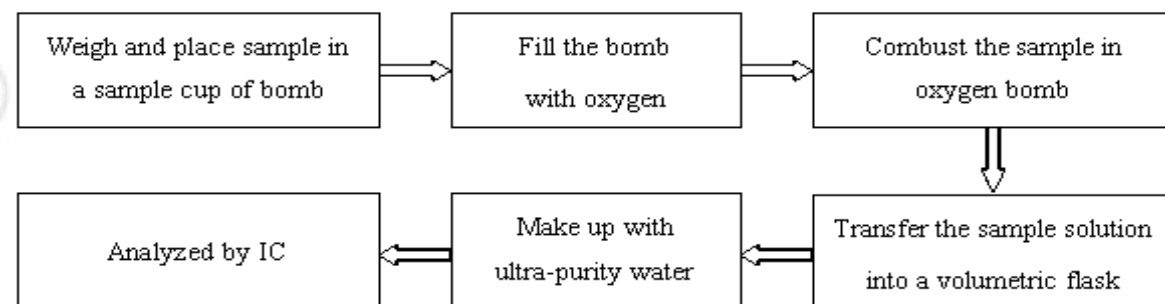 Weigh and place sample in
a sample cup of bomb
Fill the bomb
with oxygen
Combust the sample in
oxygen bomb
Transfer the sample solution
into a volumetric flask
Make up with
ultra-purity water
Analyzed by IC